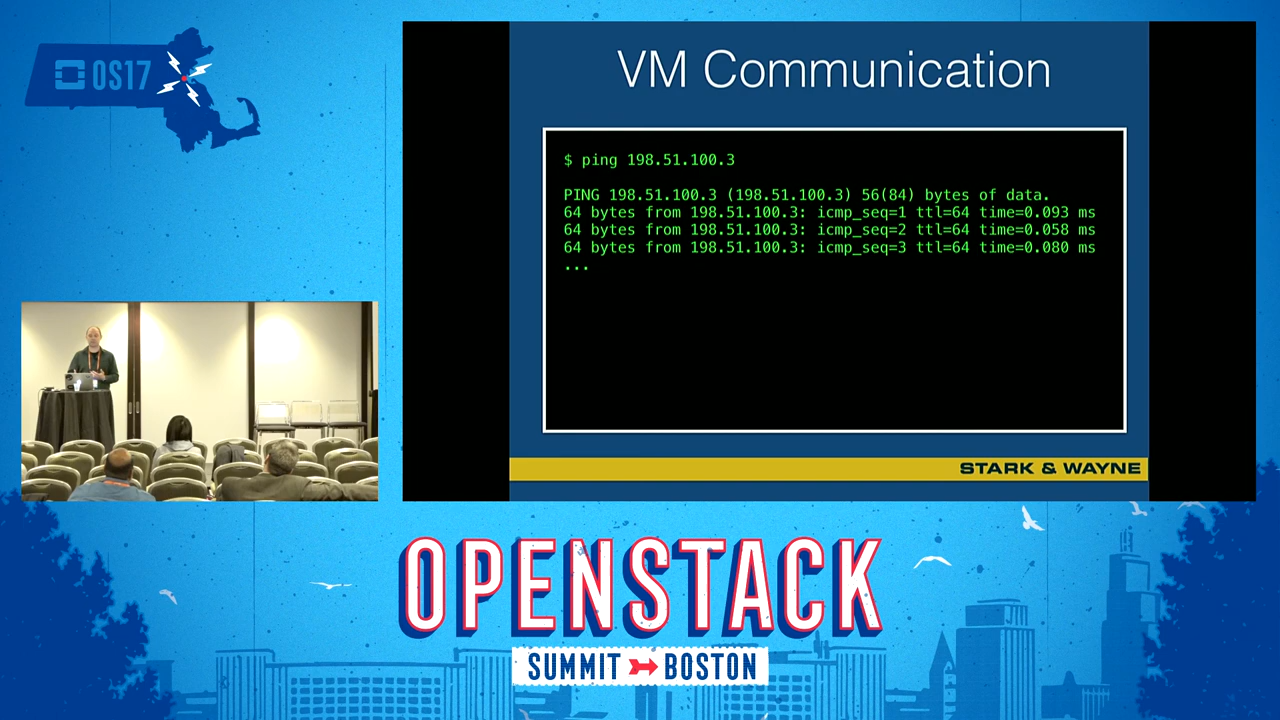 OS17
VM Communication
$ ping 198.51.100.3
PING 198.51.100.3 (198.51.100.3) 56(84) bytes of data.
64 bytes from 198.51.100.3: icmp_seq=1 ttl=64 time=0.093 ms
64 bytes from 198.51.100.3: icmp_seq=2 ttl=64 time=0.058 ms
64 bytes from 198.51.100.3: icmp_seq=3 ttl=64 time=0.080 ms
...
STARK & WAYNE
OPENSTACK
SUMMIT BOSTON